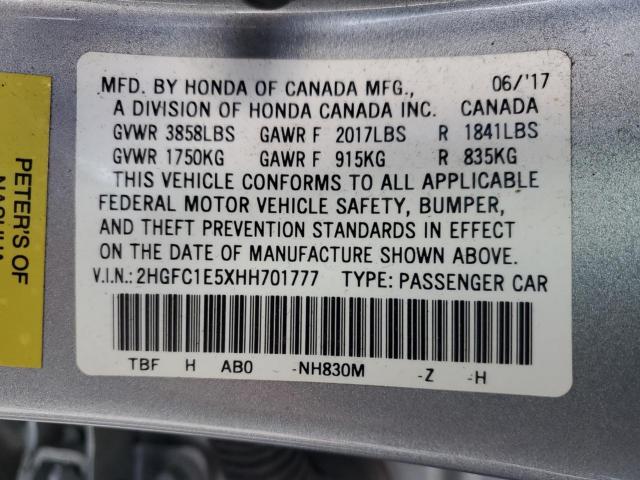 MFD. BY HONDA OF CANADA MFG., 06/'17
A DIVISION OF HONDA CANADA INC. CANADA
GVWR 3858LBS GAWR F 2017LBS R 1841LBS
GVWR 1750KG GAWR F 915KG R 835KG
THIS VEHICLE CONFORMS TO ALL APPLICABLE
FEDERAL MOTOR VEHICLE SAFETY, BUMPER,
AND THEFT PREVENTION STANDARDS IN EFFECT
ON THE DATE OF MANUFACTURE SHOWN ABOVE.
V.I.N.: 2HGFC1E5XHH701777 TYPE: PASSENGER CAR
TBF H AB0 -NH830M -Z -H
PETER'S OF